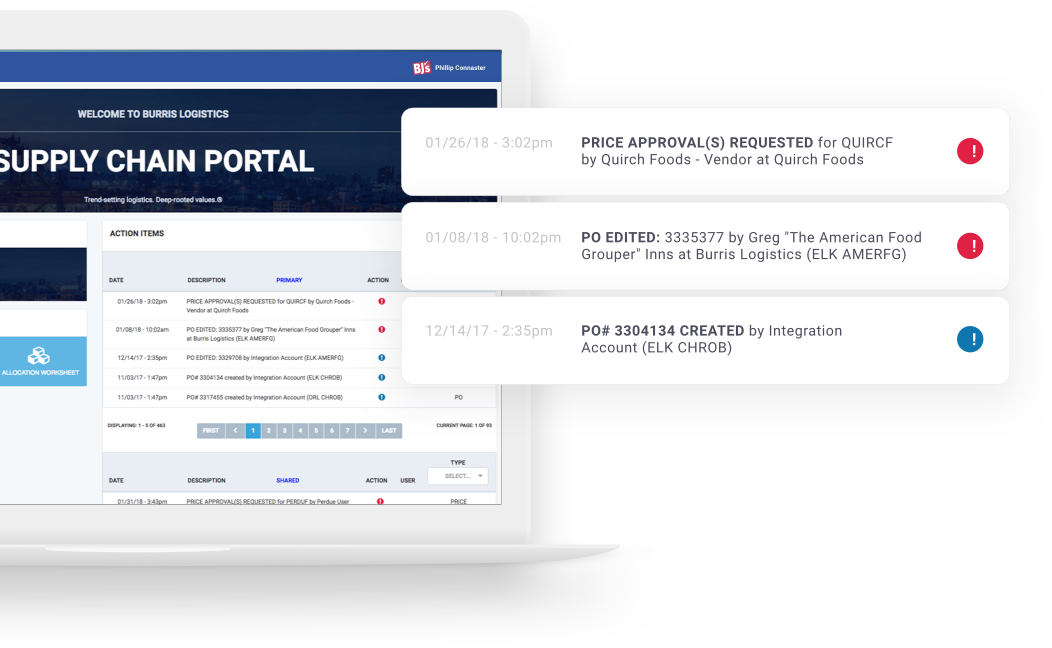 BJ's Phillip Connaster
WELCOME TO BURRIS LOGISTICS
SUPPLY CHAIN PORTAL
Trend-setting logistics. Deep-rooted values.®
01/26/18 - 3:02pm
PRICE APPROVAL(S) REQUESTED for QUIRCF
by Quirch Foods - Vendor at Quirch Foods
!
01/08/18 - 10:02pm
PO EDITED: 3335377 by Greg "The American Food
Grouper" Inns at Burris Logistics (ELK AMERFG)
!
12/14/17 - 2:35pm
PO# 3304134 CREATED by Integration
Account (ELK CHROB)
!
ALLOCATION WORKSHEET
ACTION ITEMS
DATE DESCRIPTION PRIMARY ACTION
01/26/18 - 3:02pm PRICE APPROVAL(S) REQUESTED for QUIRCF by Quirch Foods -
Vendor at Quirch Foods
01/08/18 - 10:02am PO EDITED: 3335377 by Greg "The American Food Grouper" Inns
at Burris Logistics (ELK AMERFG)
12/14/17 - 2:35pm PO EDITED: 3329708 by Integration Account (ELK AMERFG)
11/03/17 - 1:47pm PO# 3304134 created by Integration Account (ELK CHROB)
11/03/17 - 1:47pm PO# 3317455 created by Integration Account (ORL CHROB) PO
DISPLAYING: 1 - 5 OF 463 FIRST < 1 2 3 4 5 6 7 > LAST CURRENT PAGE: 1 OF 93
TYPE
SELECT...
DATE DESCRIPTION SHARED ACTION USER
01/31/18 - 3:43pm PRICE APPROVAL(S) REQUESTED for PERDUF by Perdue User PRICE